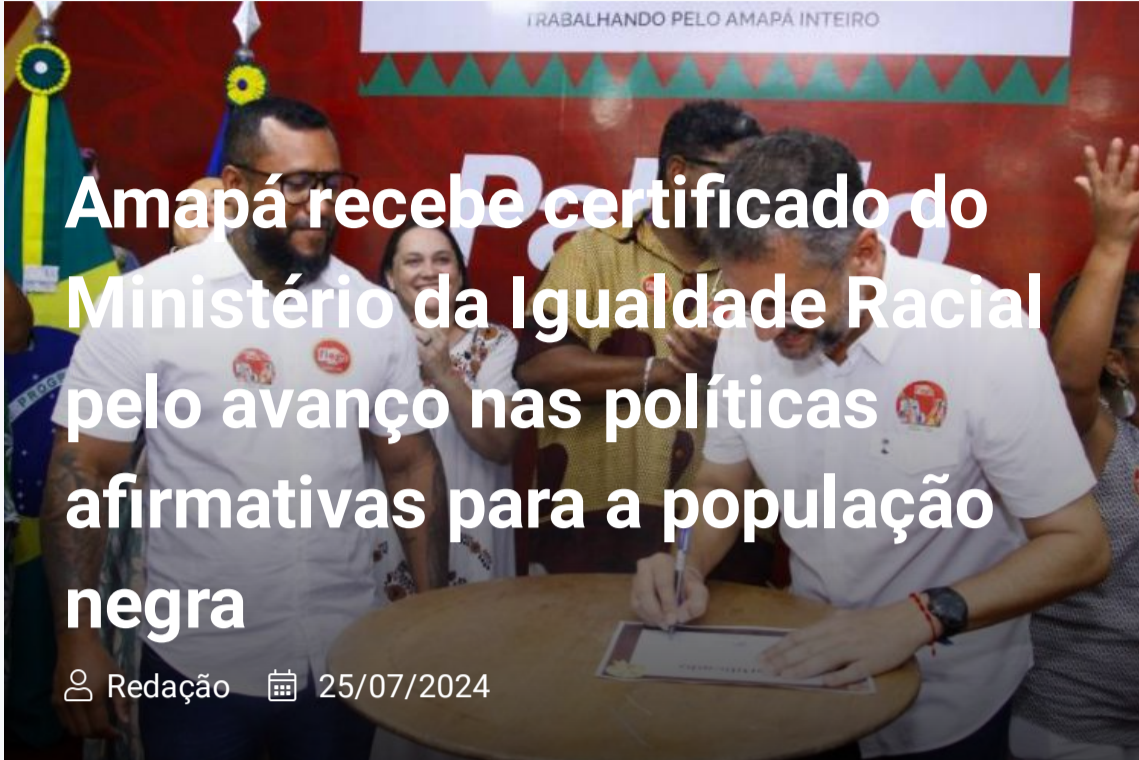 TRABALHANDO PELO AMAPÁ INTEIRO
Amapá recebe certificado do
Ministério da Igualdade Racial
pelo avanço nas políticas
afirmativas para a população
negra
Redação 25/07/2024